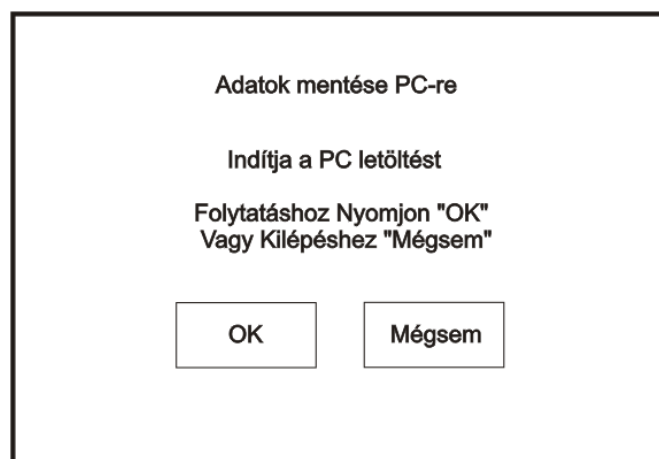 Adatok mentése PC-re
Indítja a PC letöltést
Folytatáshoz Nyomjon "OK"
Vagy Kilépéshez "Mégsem"
OK
Mégsem